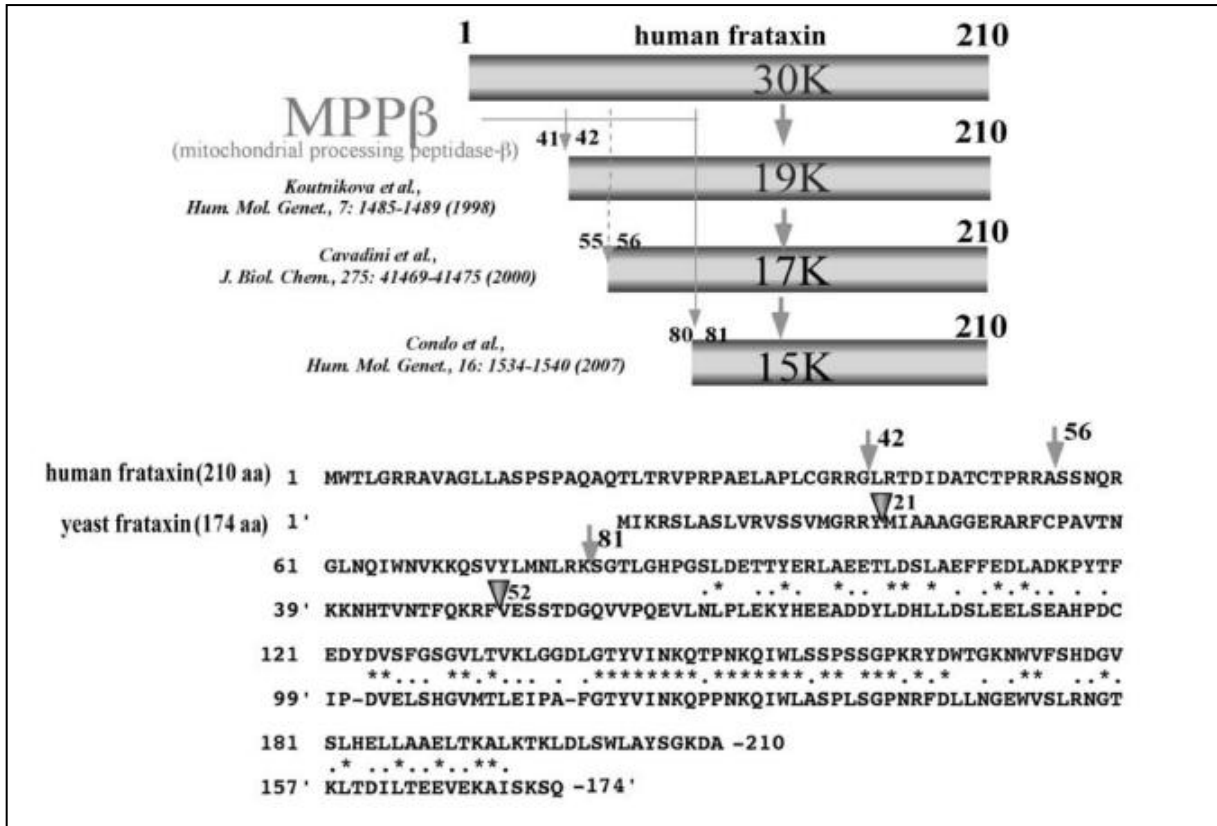 1 human frataxin 210
30K
MPPβ
(mitochondrial processing peptidase-β)
41 42 210
19K
Koutnikova et al.,
Hum. Mol. Genet., 7: 1485-1489 (1998)
55 56 210
17K
Cavadini et al.,
J. Biol. Chem., 275: 41469-41475 (2000)
80 81 210
15K
Condo et al.,
Hum. Mol. Genet., 16: 1534-1540 (2007)
42 56
human frataxin(210 aa) 1 MWTLGRRAVAGLLASPSPAQAQTLTRVPRPAELAPLCGRRGLRTDIDATCTPRRASSNQR
21
yeast frataxin(174 aa) 1' MIKRSLASLVRVSSVMGRRYMIAAAGGERARFCPAVTN
81
61 GLNQIWNVKKQSVYLMNLRKSGTLGHPGSLDETTYERLAEETLDSLAEFFEDLADKPYTF
52 .* .* . .. ** .* ..*.* . . .
39' KKNHTVNTFQKRFVESSTDGQVVPQEVLNLPLEKYHEEADDYLDHLLDSLEELSEAHPDC
121 EDYDVSFGSGVLTVKLGGDLGTYVINKQTPNKQIWLSSPSSGPKRYDWTGKNWVFSHDGV
**.. **.*... ..********.*******.**.***.*.* . .** ..*.
99' IP-DVELSHGVMTLEIPA-FGTYVINKQPPNKQIWLASPLSGPNRFDLLNGEWVSLRNGT
181 SLHELLAAELTKALKTKLDLSWLAYSGKDA -210
.* ..*..*..**.
157' KLTDILTEEVEKAISKSQ -174'